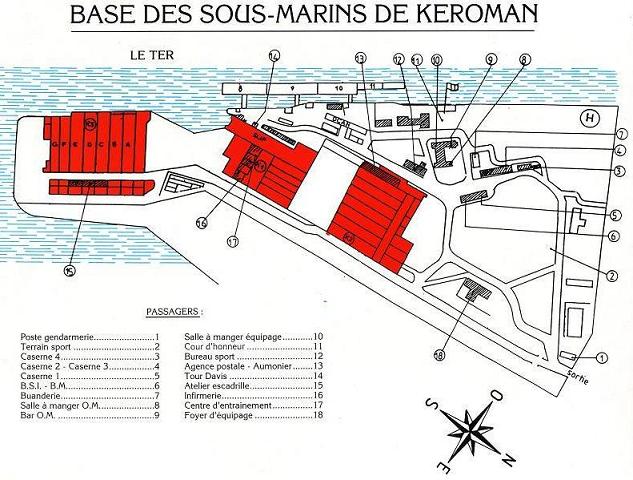 BASE DES SOUS-MARINS DE KEROMAN
LE TER
14
13
12
11
10
9
8
8
9
10
11
H
7
4
3
5
6
2
1
G F E D C B A
K3
SLIP
15
16
17
18
sortie
PASSAGERS :
Poste gendarmerie......................1
Terrain sport ..............................2
Caserne 4..................................3
Caserne 2 - Caserne 3.................4
Caserne 1..................................5
B.S.I. - B.M...............................6
Buanderie..................................7
Salle à manger O.M....................8
Bar O.M. ...................................9
Salle à manger équipage............10
Cour d'honneur .......................11
Bureau sport ...........................12
Agence postale - Aumonier.......13
Tour Davis ..............................14
Atelier escadrille......................15
Infirmerie.................................16
Centre d'entrainement..............17
Foyer d'équipage .....................18
O
S
N
E